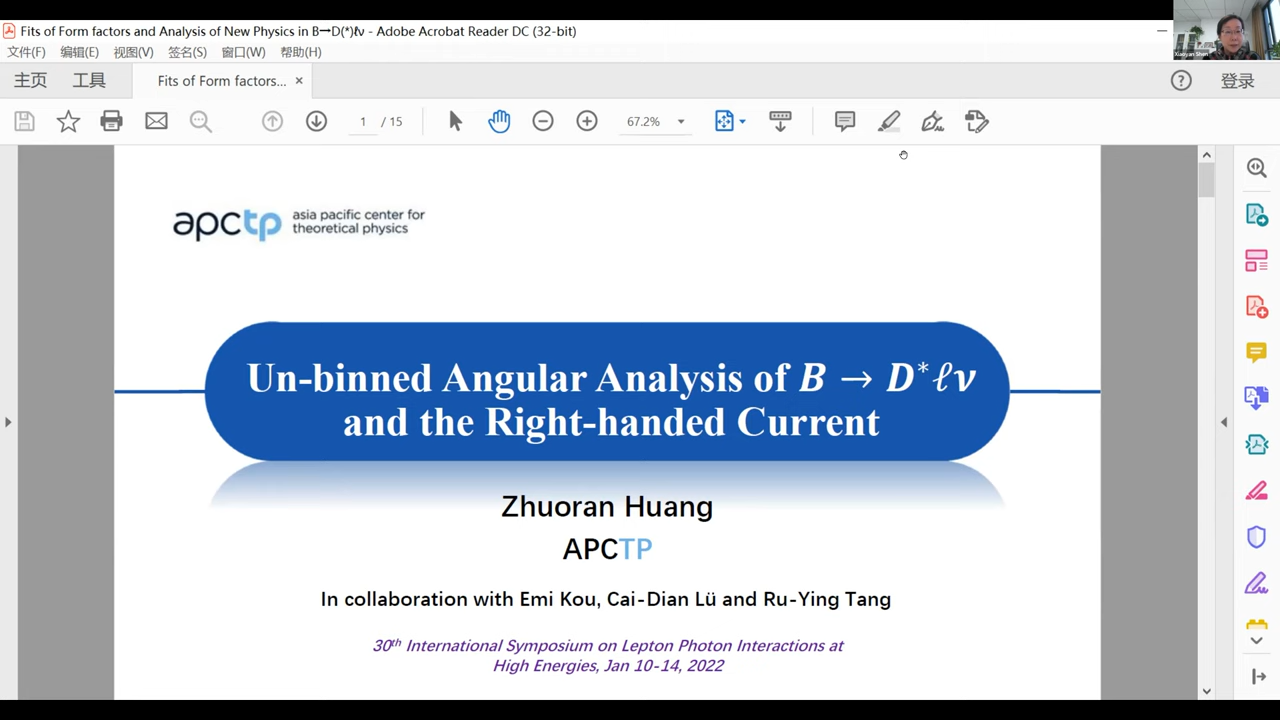 Fits of Form factors and Analysis of New Physics in B→D(*)ℓν - Adobe Acrobat Reader DC (32-bit)
文件(F) 编辑(E) 视图(V) 签名(S) 窗口(W) 帮助(H)
主页 工具 Fits of Form factors... × 登录
1 / 15 67.2%
Xiaoyan Shen
apctp asia pacific center for
theoretical physics
Un-binned Angular Analysis of B → D*ℓν
and the Right-handed Current
Zhuoran Huang
APCTP
In collaboration with Emi Kou, Cai-Dian Lü and Ru-Ying Tang
30th International Symposium on Lepton Photon Interactions at
High Energies, Jan 10-14, 2022